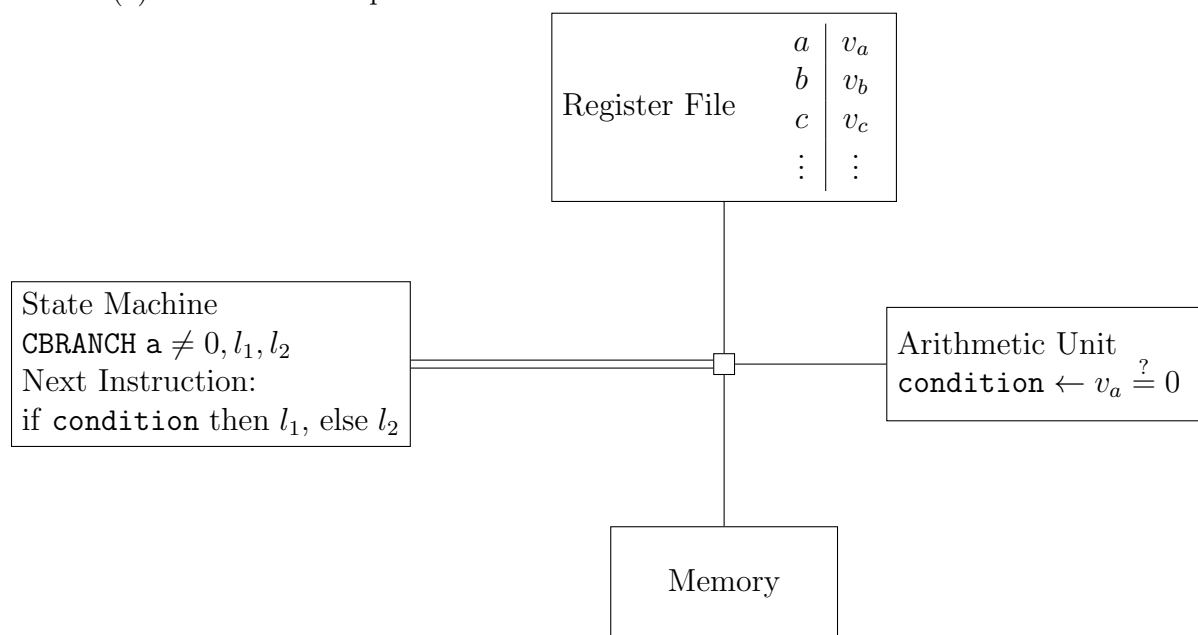 Register File
a | v_a
b | v_b
c | v_c
⋮ | ⋮
State Machine
CBRANCH a ≠ 0, l_1, l_2
Next Instruction:
if condition then l_1, else l_2
Arithmetic Unit
condition ← v_a ≟ 0
Memory